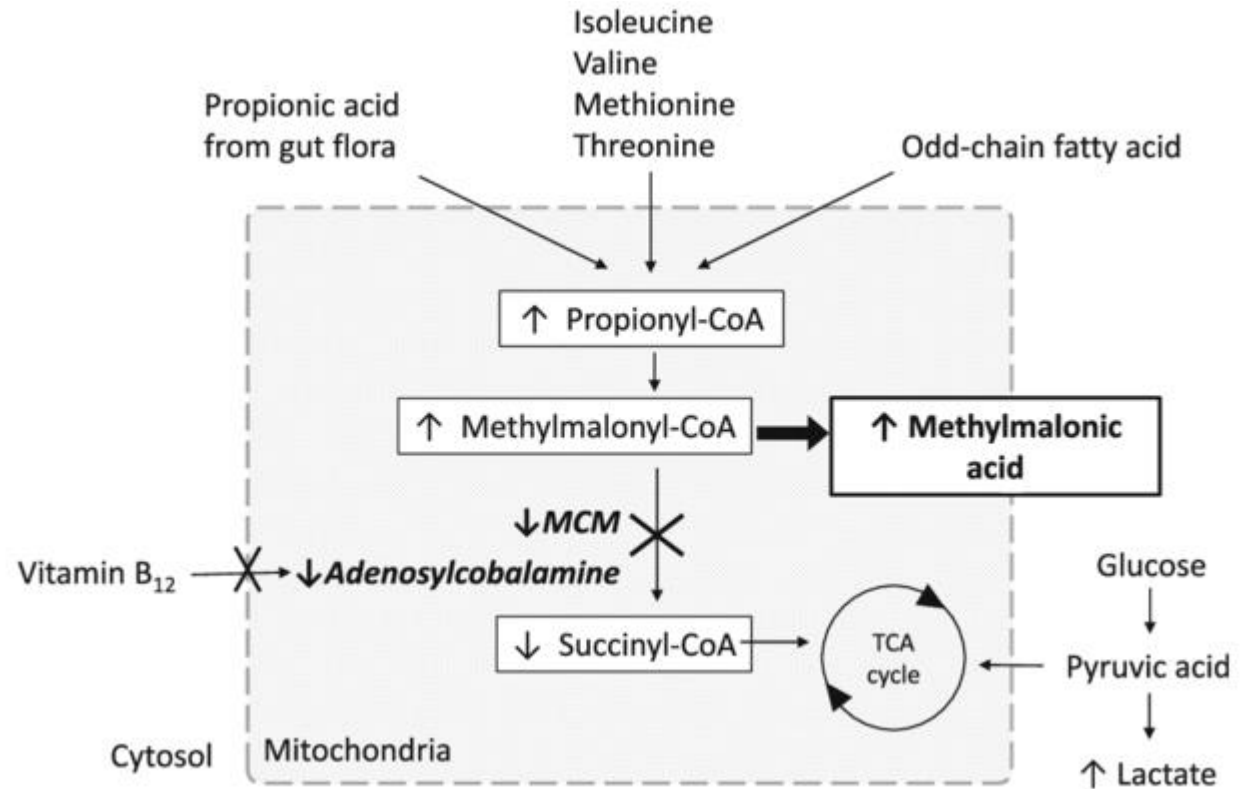 Isoleucine
Valine
Methionine
Threonine
Propionic acid
from gut flora
Odd-chain fatty acid
↑ Propionyl-CoA
↑ Methylmalonyl-CoA
↑ Methylmalonic
acid
↓MCM
Vitamin B₁₂
↓Adenosylcobalamine
Glucose
↓ Succinyl-CoA
TCA
cycle
Pyruvic acid
Cytosol
Mitochondria
↑ Lactate